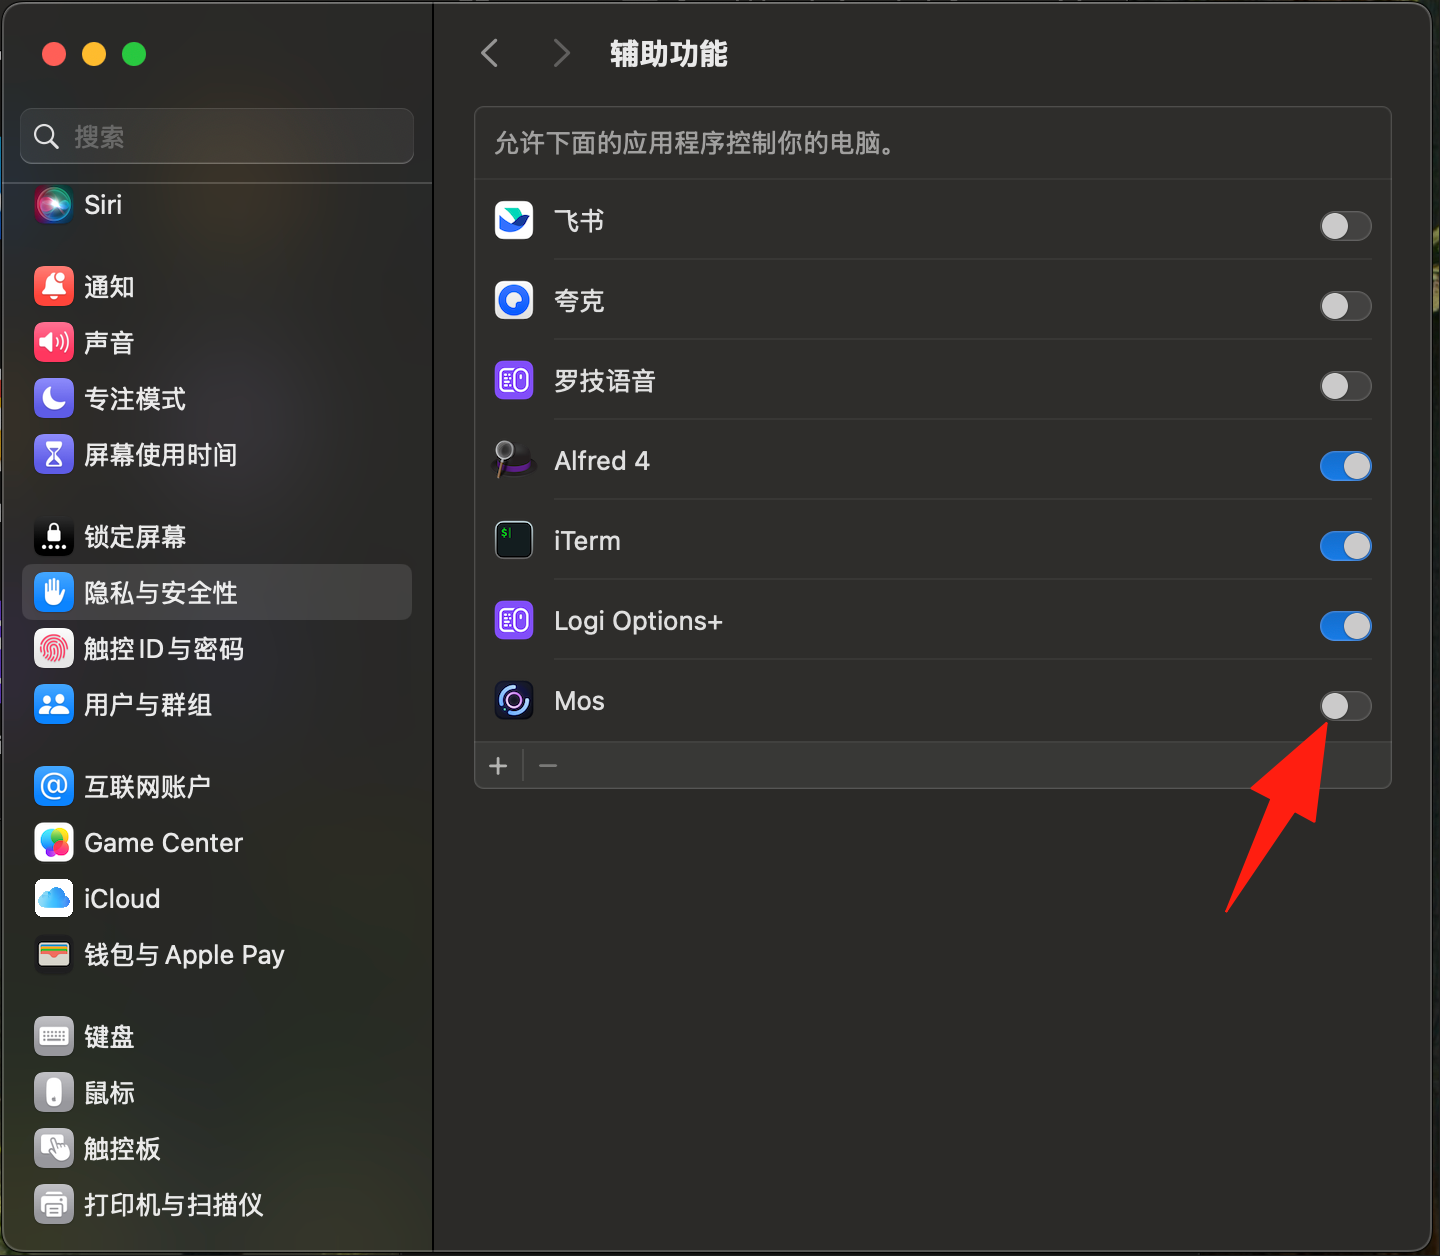 搜索
Siri
通知
声音
专注模式
屏幕使用时间
锁定屏幕
隐私与安全性
触控 ID 与密码
用户与群组
互联网账户
Game Center
iCloud
钱包与 Apple Pay
键盘
鼠标
触控板
打印机与扫描仪
辅助功能
允许下面的应用程序控制你的电脑。
飞书
夸克
罗技语音
Alfred 4
iTerm
Logi Options+
Mos